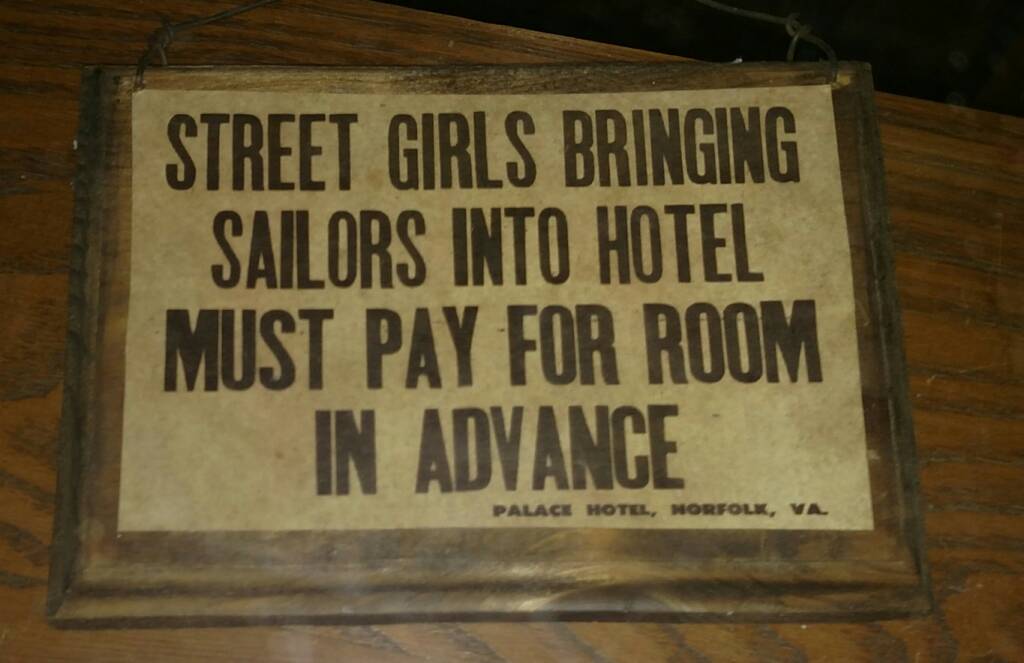 STREET GIRLS BRINGING
SAILORS INTO HOTEL
MUST PAY FOR ROOM
IN ADVANCE
PALACE HOTEL, NORFOLK, VA.